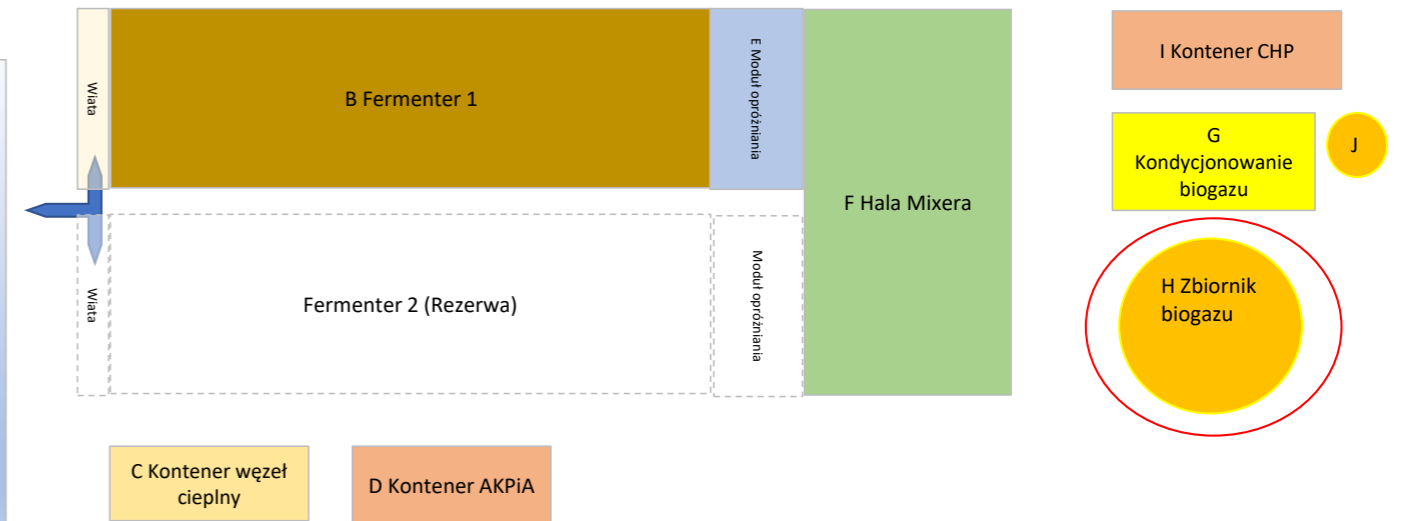 Wiata
B Fermenter 1
E Moduł opróżniania
F Hala Mixera
I Kontener CHP
G
Kondycjonowanie
biogazu
J
Wiata
Fermenter 2 (Rezerwa)
Moduł opróżniania
H Zbiornik
biogazu
C Kontener węzeł
cieplny
D Kontener AKPiA